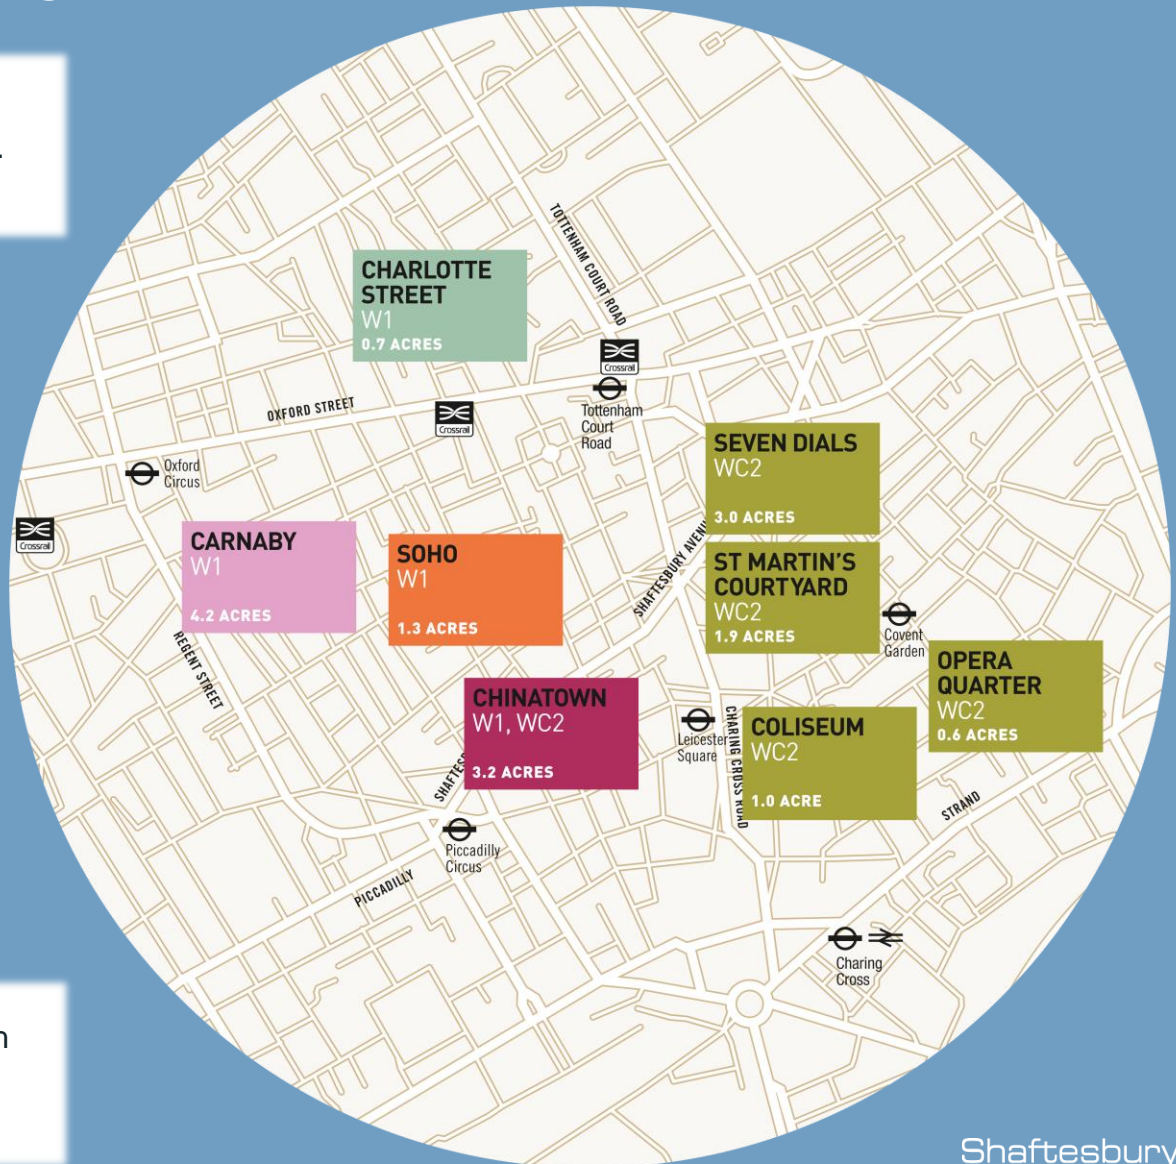 TOTTENHAM COURT ROAD
CHARLOTTE
STREET
W1
0.7 ACRES
Crossrail
Tottenham
Court
Road
OXFORD STREET
Crossrail
Oxford
Circus
Crossrail
SEVEN DIALS
WC2
3.0 ACRES
CARNABY
W1
4.2 ACRES
SOHO
W1
1.3 ACRES
SHAFTESBURY AVENU
ST MARTIN'S
COURTYARD
WC2
1.9 ACRES
Covent
Garden
REGENT STREET
OPERA
QUARTER
WC2
0.6 ACRES
CHINATOWN
W1, WC2
3.2 ACRES
SHAFTES
Leicester
Square
CHARING CROSS ROAD
COLISEUM
WC2
1.0 ACRE
STRAND
Piccadilly
Circus
PICCADILLY
Charing
Cross
Shaftesbury